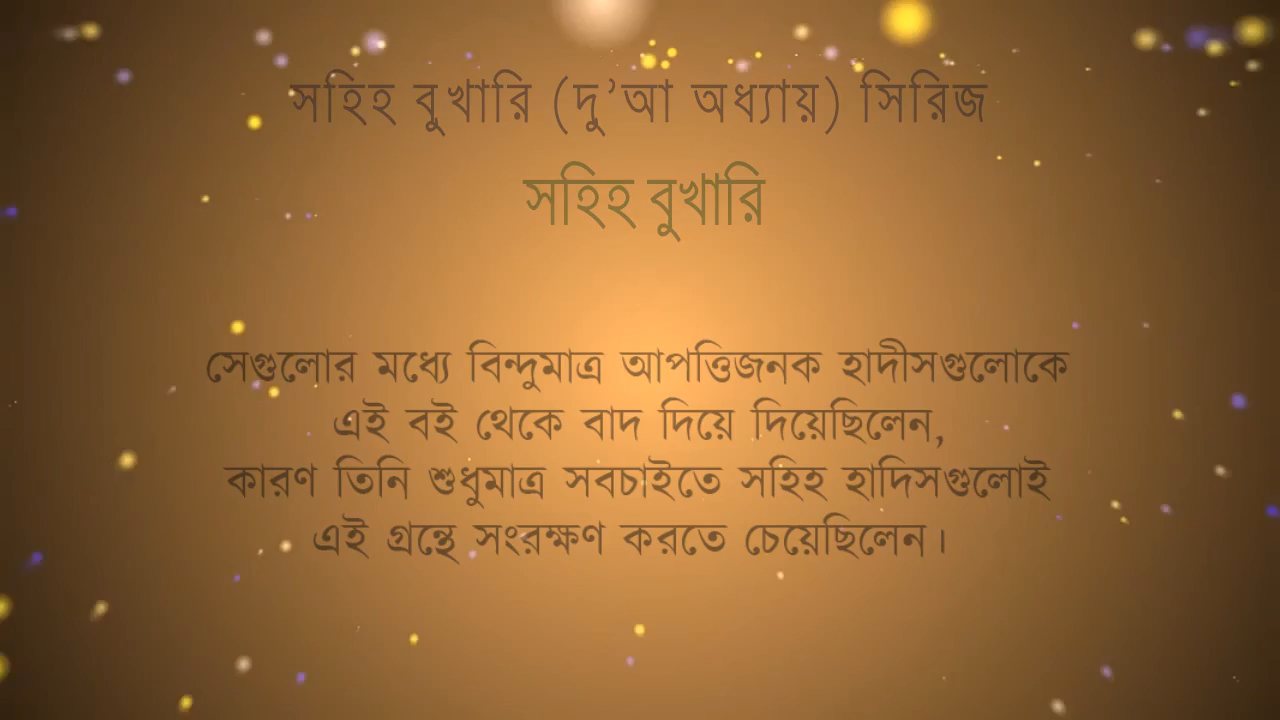 সহিহ বুখারি (দু’আ অধ্যায়) সিরিজ
সহিহ বুখারি
সেগুলোর মধ্যে বিন্দুমাত্র আপত্তিজনক হাদীসগুলোকে
এই বই থেকে বাদ দিয়ে দিয়েছিলেন,
কারণ তিনি শুধুমাত্র সবচাইতে সহিহ হাদিসগুলোই
এই গ্রন্থে সংরক্ষণ করতে চেয়েছিলেন।